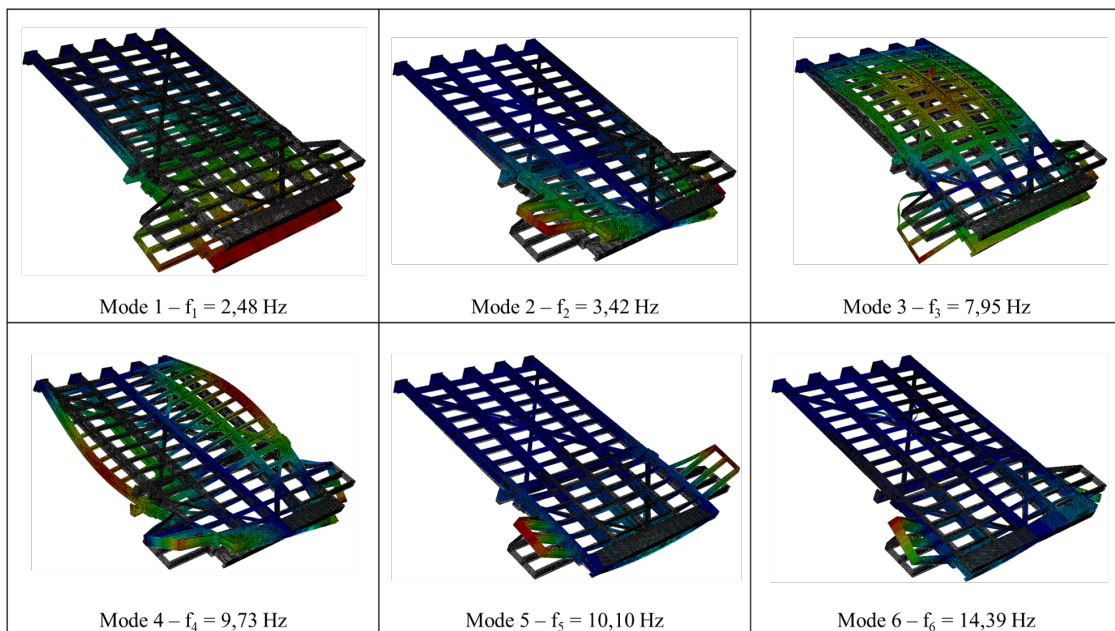 Mode 1 – f₁ = 2,48 Hz
Mode 2 – f₂ = 3,42 Hz
Mode 3 – f₃ = 7,95 Hz
Mode 4 – f₄ = 9,73 Hz
Mode 5 – f₅ = 10,10 Hz
Mode 6 – f₆ = 14,39 Hz